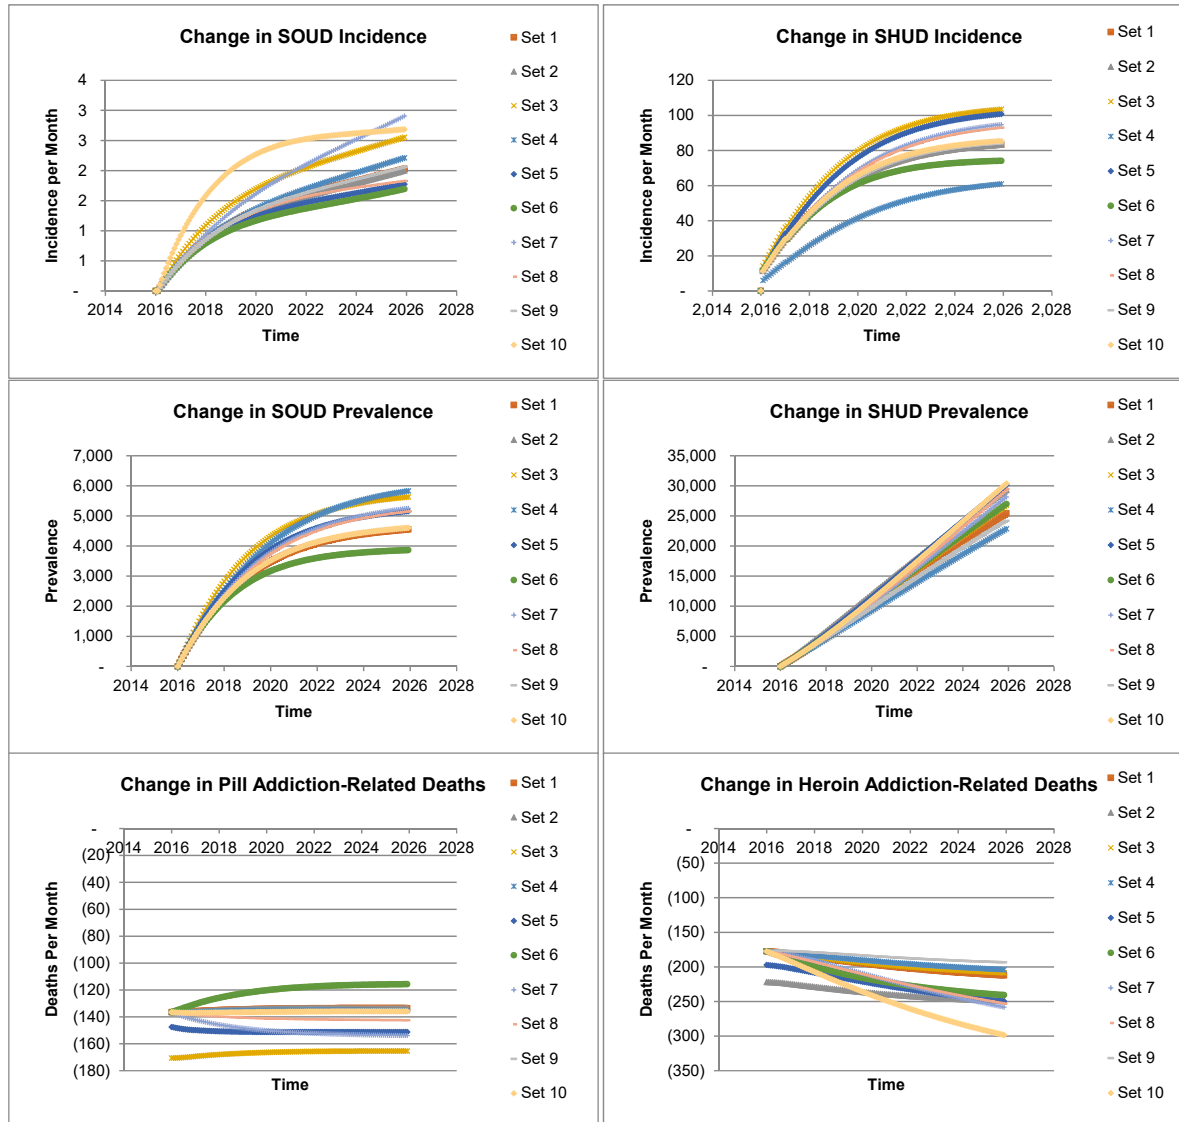 Change in SOUD Incidence
Incidence per Month
4
3
3
2
2
1
1
-
2014 2016 2018 2020 2022 2024 2026 2028
Time
Set 1
Set 2
Set 3
Set 4
Set 5
Set 6
Set 7
Set 8
Set 9
Set 10
Change in SHUD Incidence
Incidence per Month
120
100
80
60
40
20
-
2,014 2,016 2,018 2,020 2,022 2,024 2,026 2,028
Time
Set 1
Set 2
Set 3
Set 4
Set 5
Set 6
Set 7
Set 8
Set 9
Set 10
Change in SOUD Prevalence
Prevalence
7,000
6,000
5,000
4,000
3,000
2,000
1,000
-
2014 2016 2018 2020 2022 2024 2026 2028
Time
Set 1
Set 2
Set 3
Set 4
Set 5
Set 6
Set 7
Set 8
Set 9
Set 10
Change in SHUD Prevalence
Prevalence
35,000
30,000
25,000
20,000
15,000
10,000
5,000
-
2014 2016 2018 2020 2022 2024 2026 2028
Time
Set 1
Set 2
Set 3
Set 4
Set 5
Set 6
Set 7
Set 8
Set 9
Set 10
Change in Pill Addiction-Related Deaths
Deaths Per Month
-
2014 2016 2018 2020 2022 2024 2026 2028
(20)
(40)
(60)
(80)
(100)
(120)
(140)
(160)
(180)
Time
Set 1
Set 2
Set 3
Set 4
Set 5
Set 6
Set 7
Set 8
Set 9
Set 10
Change in Heroin Addiction-Related Deaths
Deaths Per Month
-
2014 2016 2018 2020 2022 2024 2026 2028
(50)
(100)
(150)
(200)
(250)
(300)
(350)
Time
Set 1
Set 2
Set 3
Set 4
Set 5
Set 6
Set 7
Set 8
Set 9
Set 10